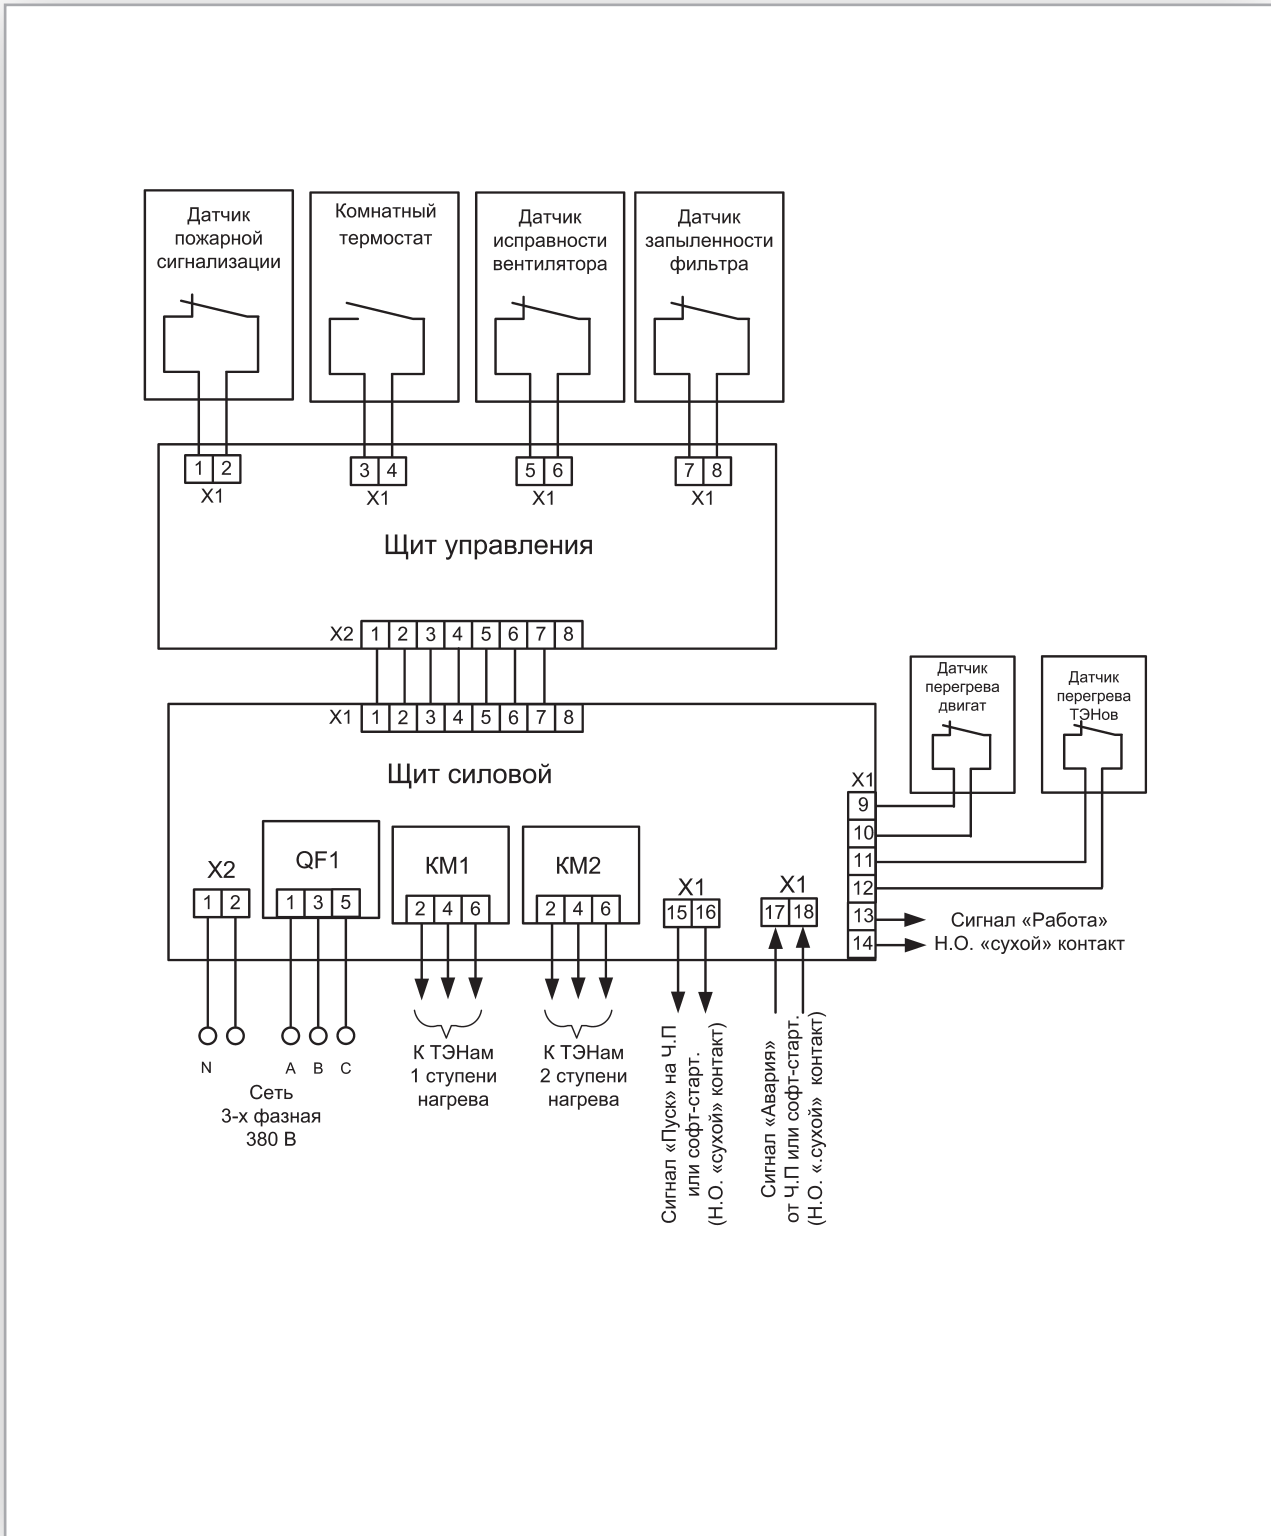 Датчик
пожарной
сигнализации
Комнатный
термостат
Датчик
исправности
вентилятора
Датчик
запыленности
фильтра
1 2
X1
3 4
X1
5 6
X1
7 8
X1
Щит управления
X2 1 2 3 4 5 6 7 8
X1 1 2 3 4 5 6 7 8
Щит силовой
Датчик
перегрева
двигат
Датчик
перегрева
ТЭНов
X1
9
10
11
12
13
14
Сигнал «Работа»
Н.О. «сухой» контакт
X2
1 2
QF1
1 3 5
КМ1
2 4 6
КМ2
2 4 6
X1
15 16
X1
17 18
N
A B C
Сеть
3-х фазная
380 В
К ТЭНам
1 ступени
нагрева
К ТЭНам
2 ступени
нагрева
Сигнал «Пуск» на Ч.П
или софт-старт.
(Н.О. «сухой» контакт)
Сигнал «Авария»
от Ч.П или софт-старт.
(Н.О. «.сухой» контакт)